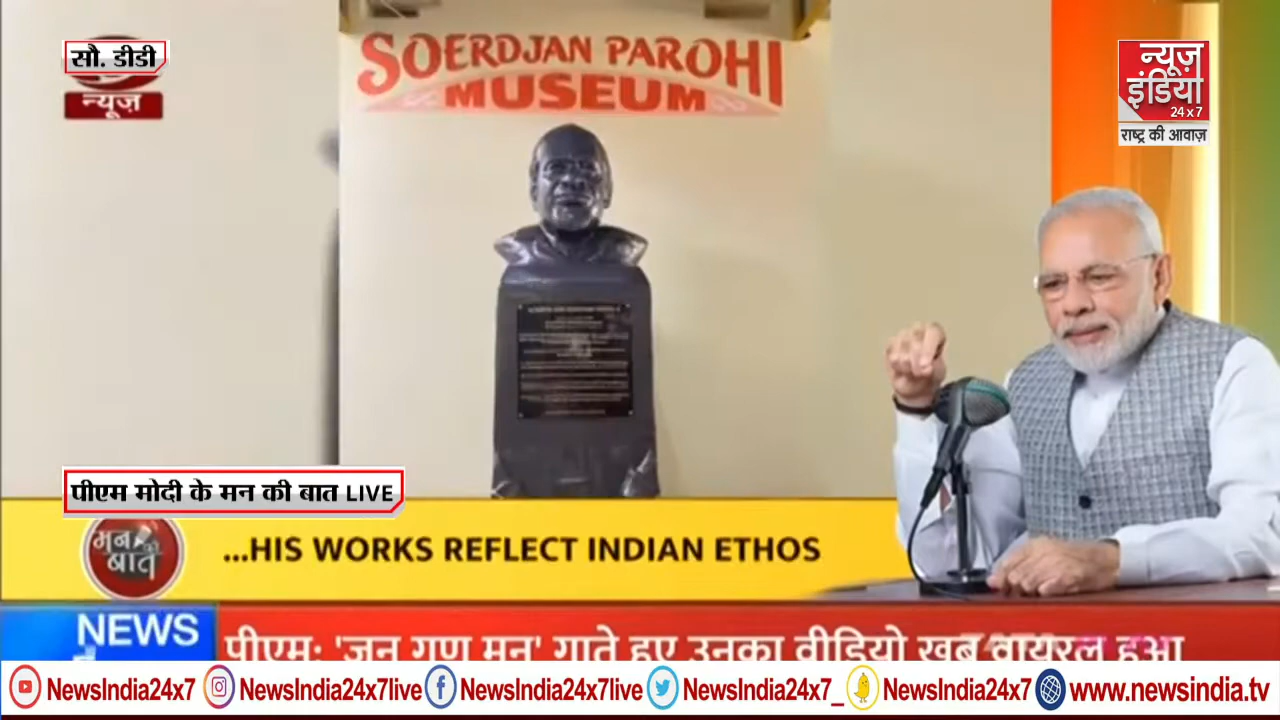 सौ. डीडी
न्यूज़
SOERDJAN PAROHI
MUSEUM
न्यूज़
इंडिया
24x7
राष्ट्र की आवाज़
पीएम मोदी के मन की बात LIVE
मन की
बात
...HIS WORKS REFLECT INDIAN ETHOS
NEWS
पीएम: 'जन गण मन' गाते हुए उनका वीडियो खूब वायरल हुआ
NewsIndia24x7
NewsIndia24x7live
NewsIndia24x7live
NewsIndia24x7_
NewsIndia24x7
www.newsindia.tv